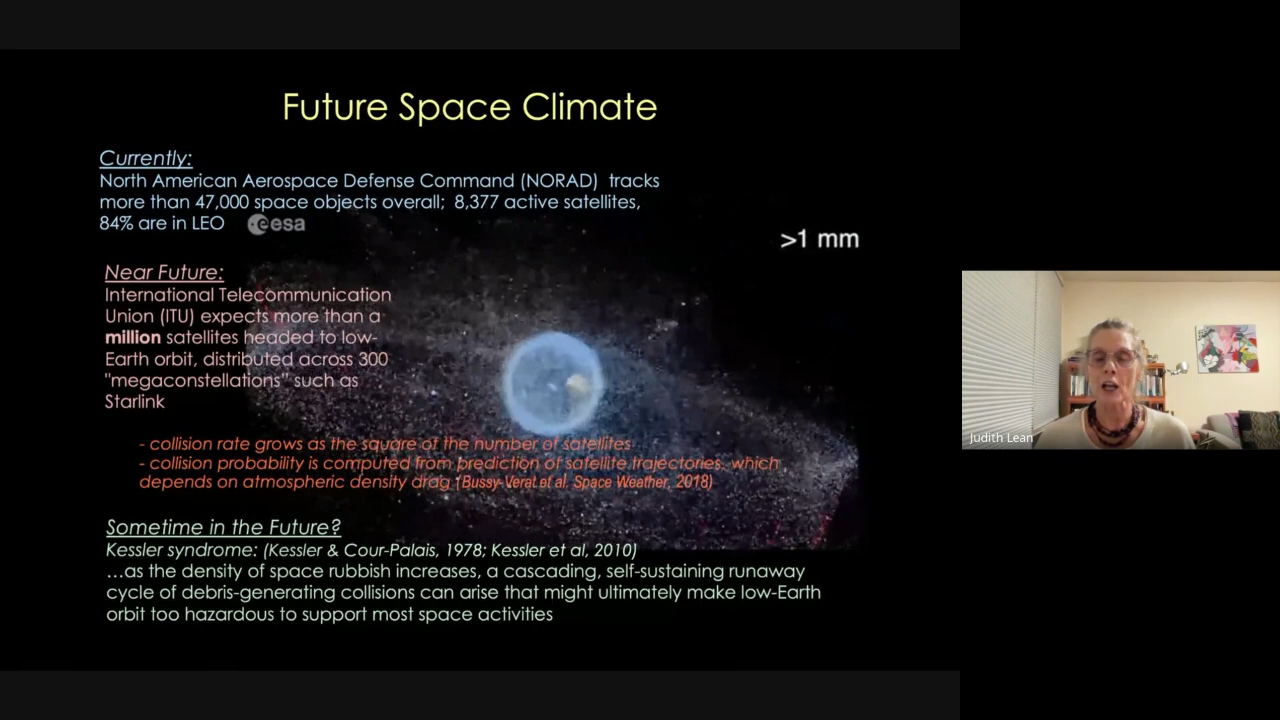 Future Space Climate
Currently:
North American Aerospace Defense Command (NORAD) tracks
more than 47,000 space objects overall; 8,377 active satellites,
84% are in LEO
esa
>1 mm
Near Future:
International Telecommunication
Union (ITU) expects more than a
million satellites headed to low-
Earth orbit, distributed across 300
"megaconstellations" such as
Starlink
- collision rate grows as the square of the number of satellites
- collision probability is computed from prediction of satellite trajectories, which
depends on atmospheric density drag (Bussy-Verat et al. Space Weather, 2018)
Sometime in the Future?
Kessler syndrome: (Kessler & Cour-Palais, 1978; Kessler et al, 2010)
…as the density of space rubbish increases, a cascading, self-sustaining runaway
cycle of debris-generating collisions can arise that might ultimately make low-Earth
orbit too hazardous to support most space activities
Judith Lean